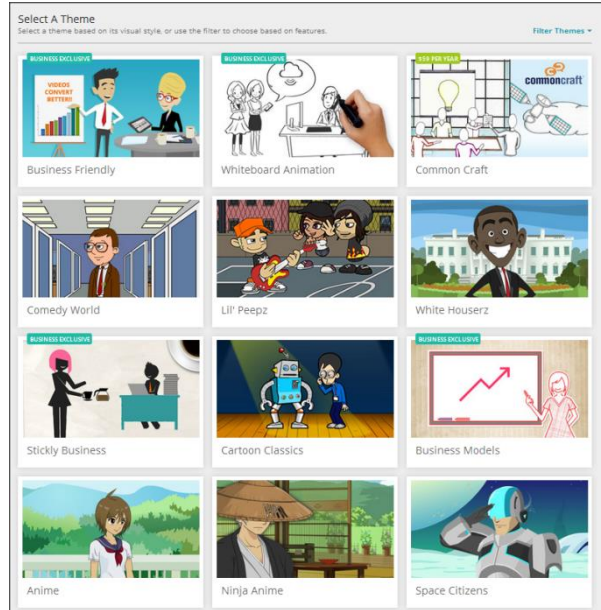 Select A Theme
Select a theme based on its visual style, or use the filter to choose based on features.
Filter Themes
BUSINESS EXCLUSIVE
BUSINESS EXCLUSIVE
$59 PER YEAR
VIDEOS
CONVERT
BETTER!!
commoncraft
Business Friendly
Whiteboard Animation
Common Craft
Comedy World
Lil' Peepz
White Houserz
BUSINESS EXCLUSIVE
BUSINESS EXCLUSIVE
Stickly Business
Cartoon Classics
Business Models
Anime
Ninja Anime
Space Citizens